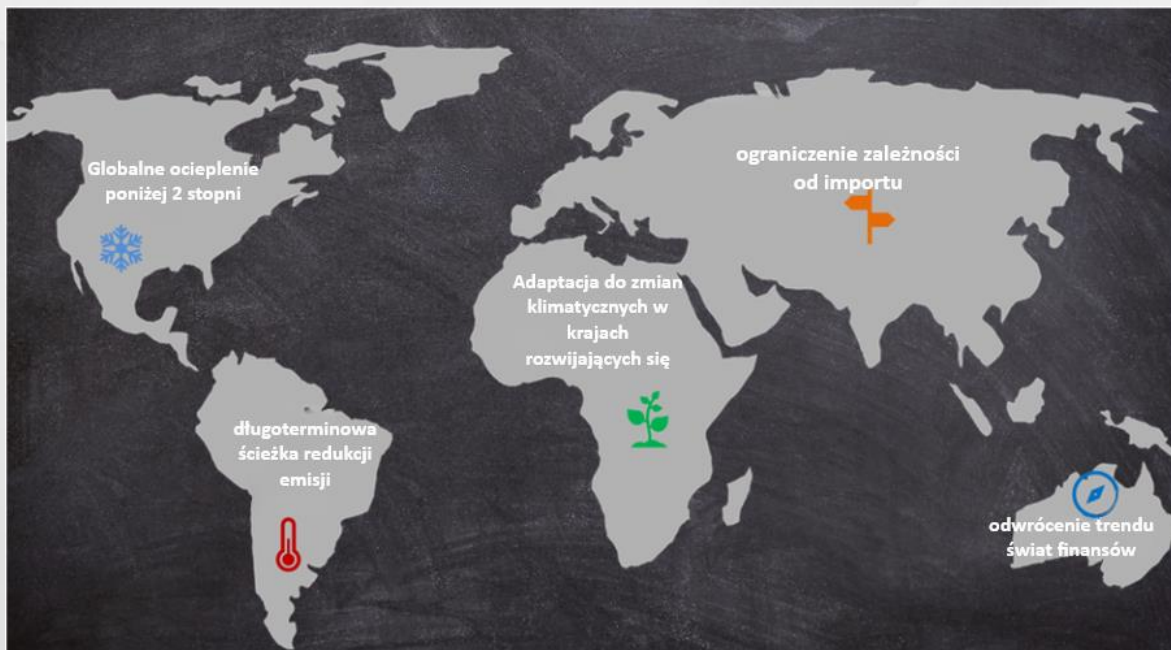 Globalne ocieplenie
poniżej 2 stopni
ograniczenie zależności
od importu
Adaptacja do zmian
klimatycznych w
krajach
rozwijających się
długoterminowa
ścieżka redukcji
emisji
odwrócenie trendu
świat finansów